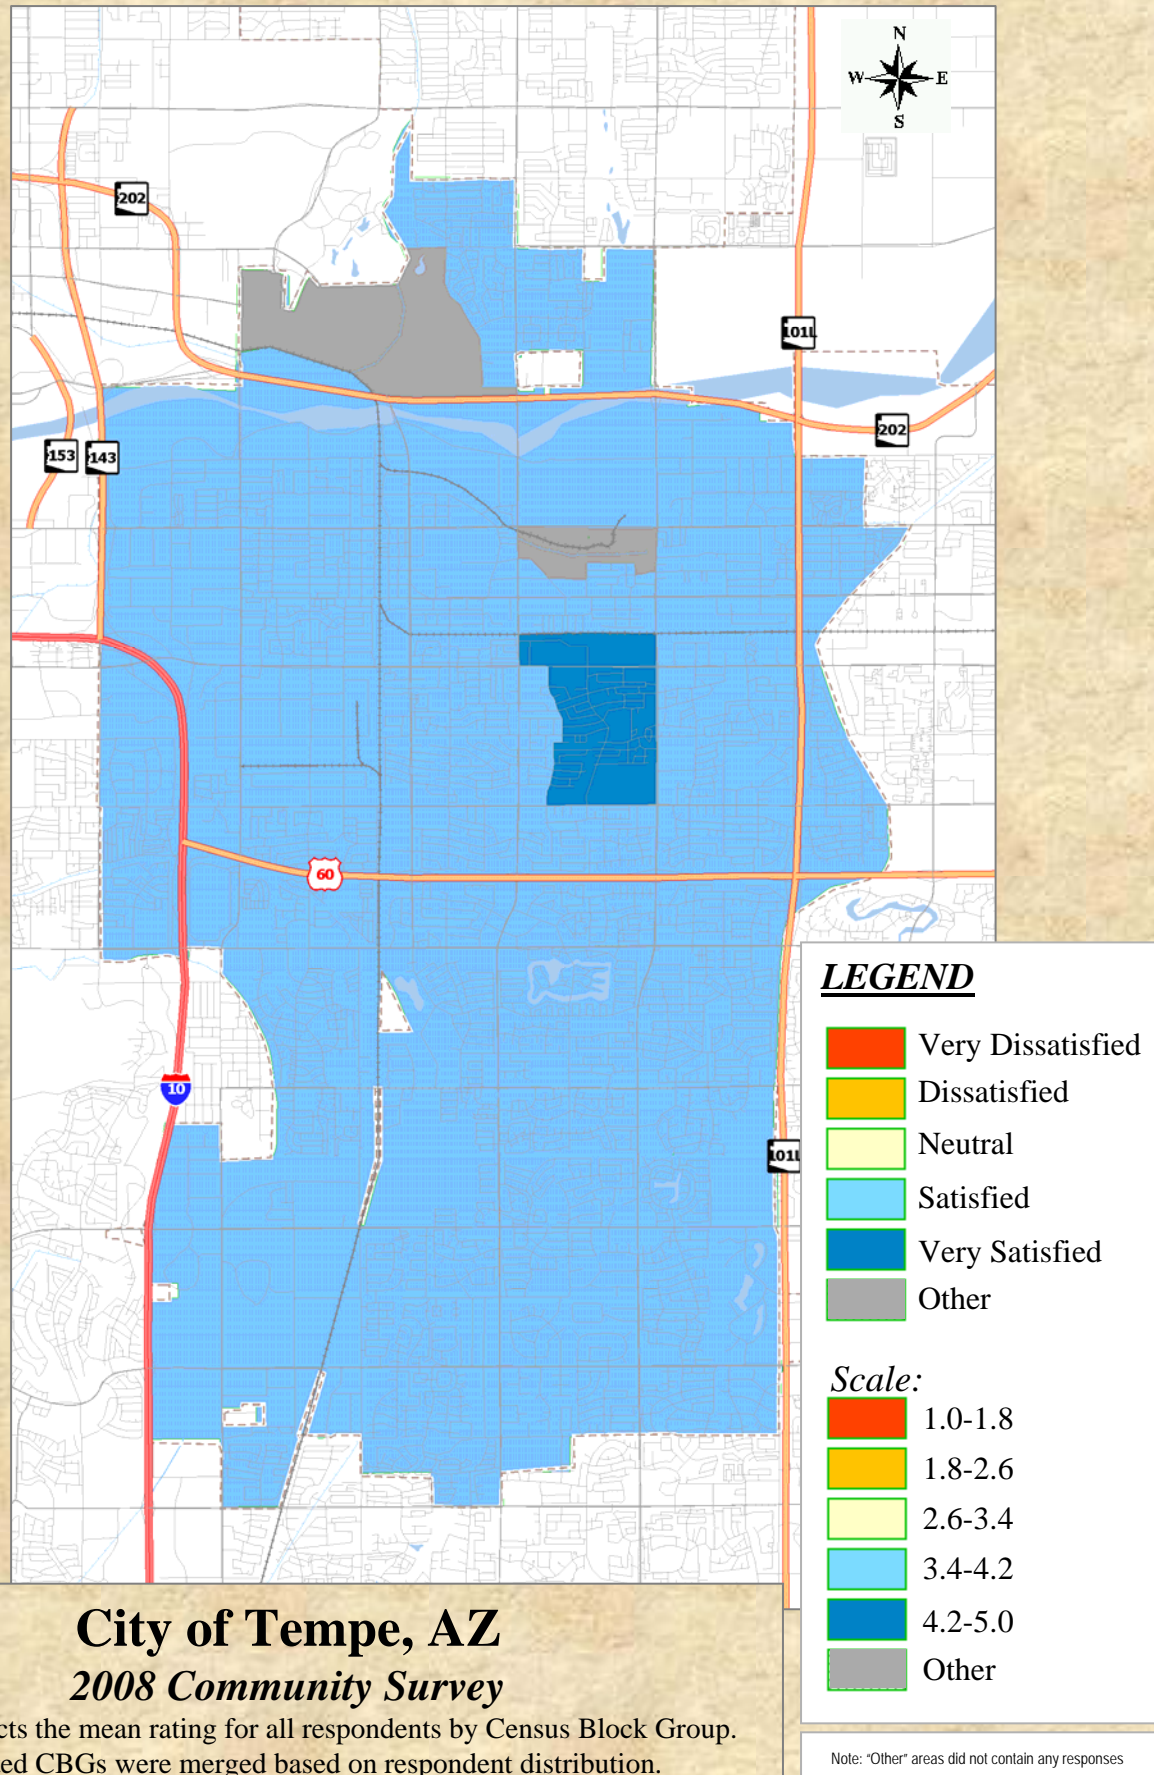 N
W E
S
202
101L
202
153
143
60
10
101L
LEGEND
Very Dissatisfied
Dissatisfied
Neutral
Satisfied
Very Satisfied
Other
Scale:
1.0-1.8
1.8-2.6
2.6-3.4
3.4-4.2
4.2-5.0
Other
City of Tempe, AZ
2008 Community Survey
the mean rating for all respondents by Census Block Group.
CBGs were merged based on respondent distribution.
Note: "Other" areas did not contain any responses